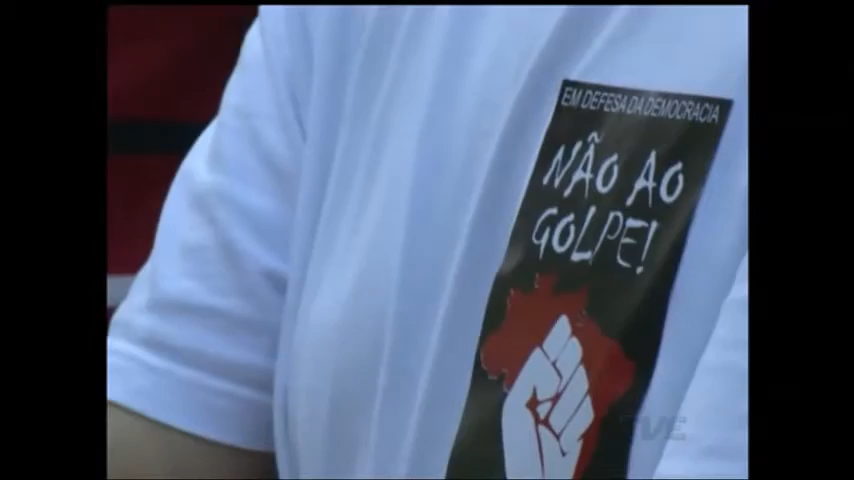 EM DEFESA DA DEMOCRACIA
NÃO AO
GOLPE!
TVE